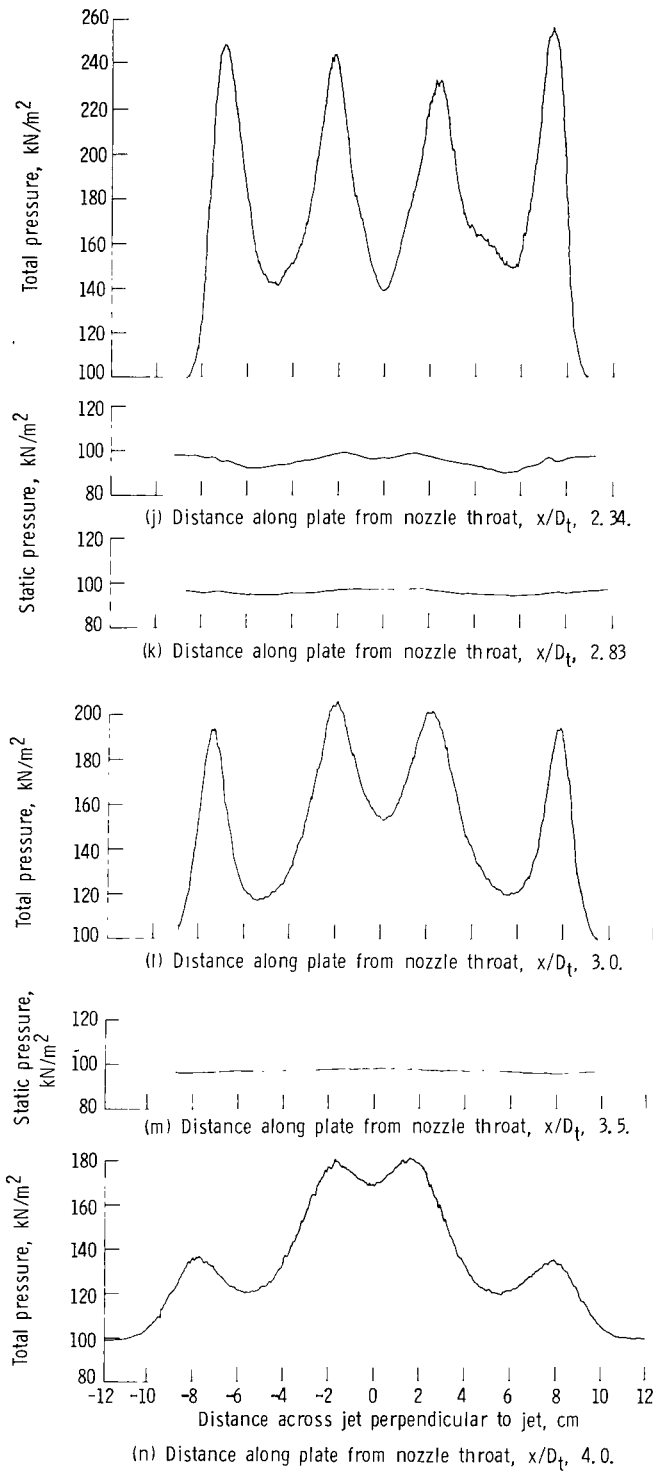 260
240
220
200
180
160
140
120
100
Total pressure, kN/m²
120
100
80
(j) Distance along plate from nozzle throat, x/Dₜ, 2.34.
Static pressure, kN/m²
120
100
80
(k) Distance along plate from nozzle throat, x/Dₜ, 2.83
200
180
160
140
120
100
Total pressure, kN/m²
(l) Distance along plate from nozzle throat, x/Dₜ, 3.0.
Static pressure,
kN/m²
120
100
80
(m) Distance along plate from nozzle throat, x/Dₜ, 3.5.
Total pressure, kN/m²
180
160
140
120
100
80
-12 -10 -8 -6 -4 -2 0 2 4 6 8 10 12
Distance across jet perpendicular to jet, cm
(n) Distance along plate from nozzle throat, x/Dₜ, 4.0.